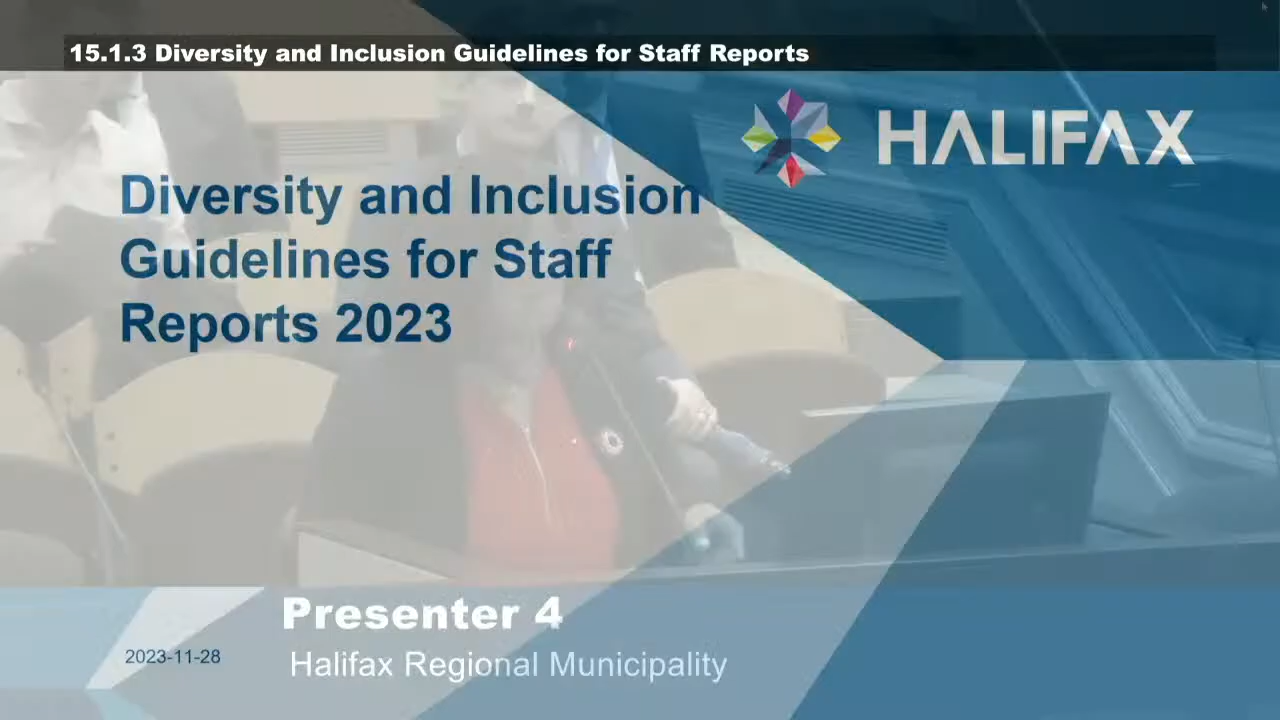 15.1.3 Diversity and Inclusion Guidelines for Staff Reports
HALIFAX
Diversity and Inclusion
Guidelines for Staff
Reports 2023
Presenter 4
2023-11-28
Halifax Regional Municipality